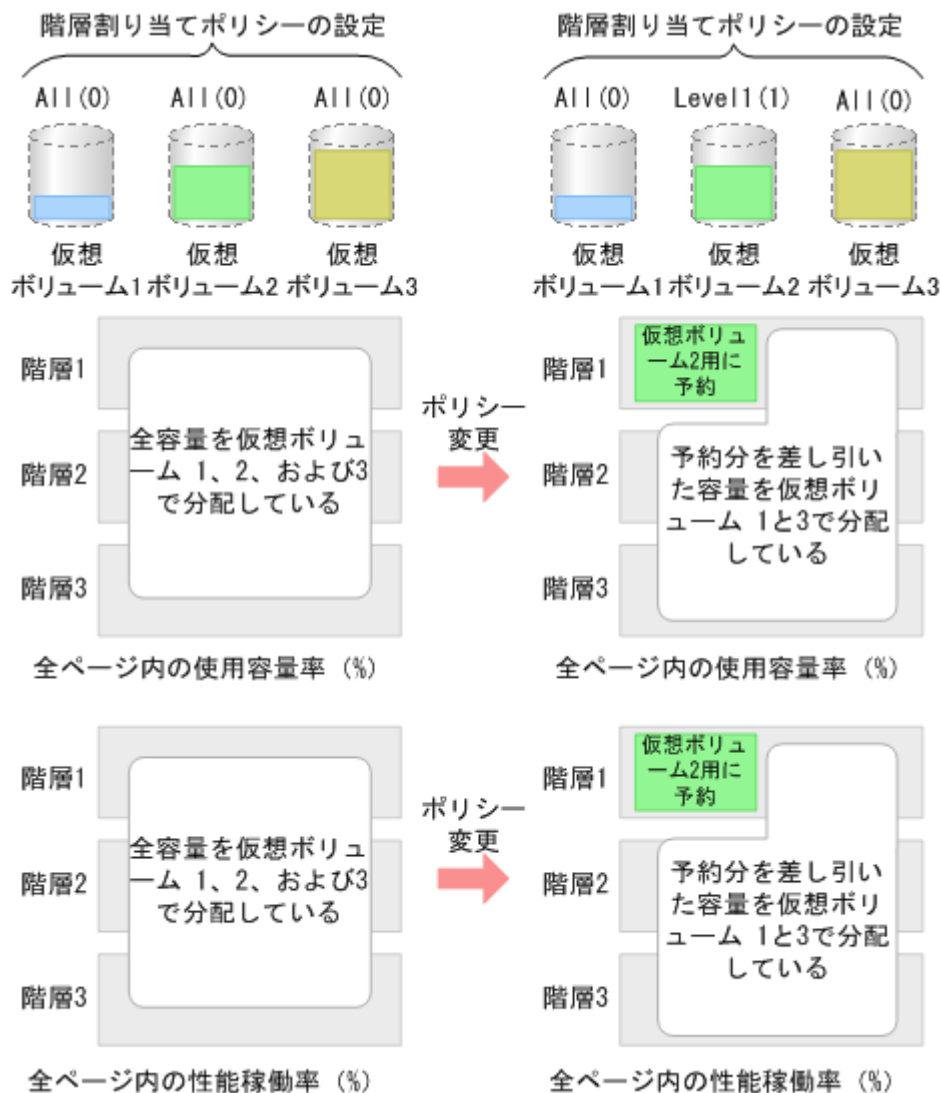 階層割り当てポリシーの設定
All(0) All(0) All(0)
仮想ボリューム1
仮想ボリューム2
仮想ボリューム3
階層1
階層2
階層3
全容量を仮想ボリュ
ーム 1、2、および3
で分配している
全ページ内の使用容量率 (%)
ポリシー
変更
階層割り当てポリシーの設定
All(0) Level1(1) All(0)
仮想ボリューム1
仮想ボリューム2
仮想ボリューム3
階層1
階層2
階層3
仮想ボリュ
ーム2用に
予約
予約分を差し引い
た容量を仮想ボリ
ューム 1と3で分配
している
全ページ内の使用容量率 (%)
階層1
階層2
階層3
全容量を仮想ボリュ
ーム 1、2、および3
で分配している
全ページ内の性能稼働率 (%)
ポリシー
変更
階層1
階層2
階層3
仮想ボリュ
ーム2用に
予約
予約分を差し引い
た容量を仮想ボリ
ューム 1と3で分配
している
全ページ内の性能稼働率 (%)